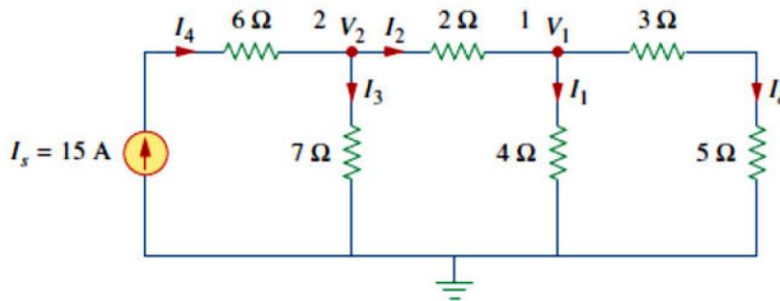 I₄ 6 Ω 2 V₂ I₂ 2 Ω 1 V₁ 3 Ω
I₃ I₁
Iₛ = 15 A 7 Ω 4 Ω 5 Ω